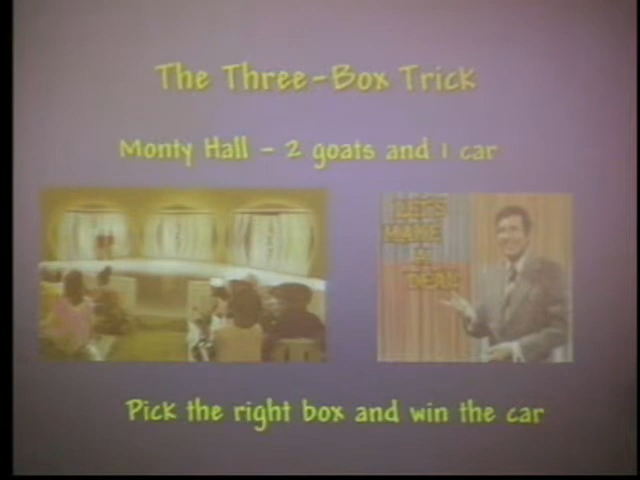 The Three-Box Trick
Monty Hall - 2 goats and 1 car
LET'S
MAKE
A
DEAL
Pick the right box and win the car